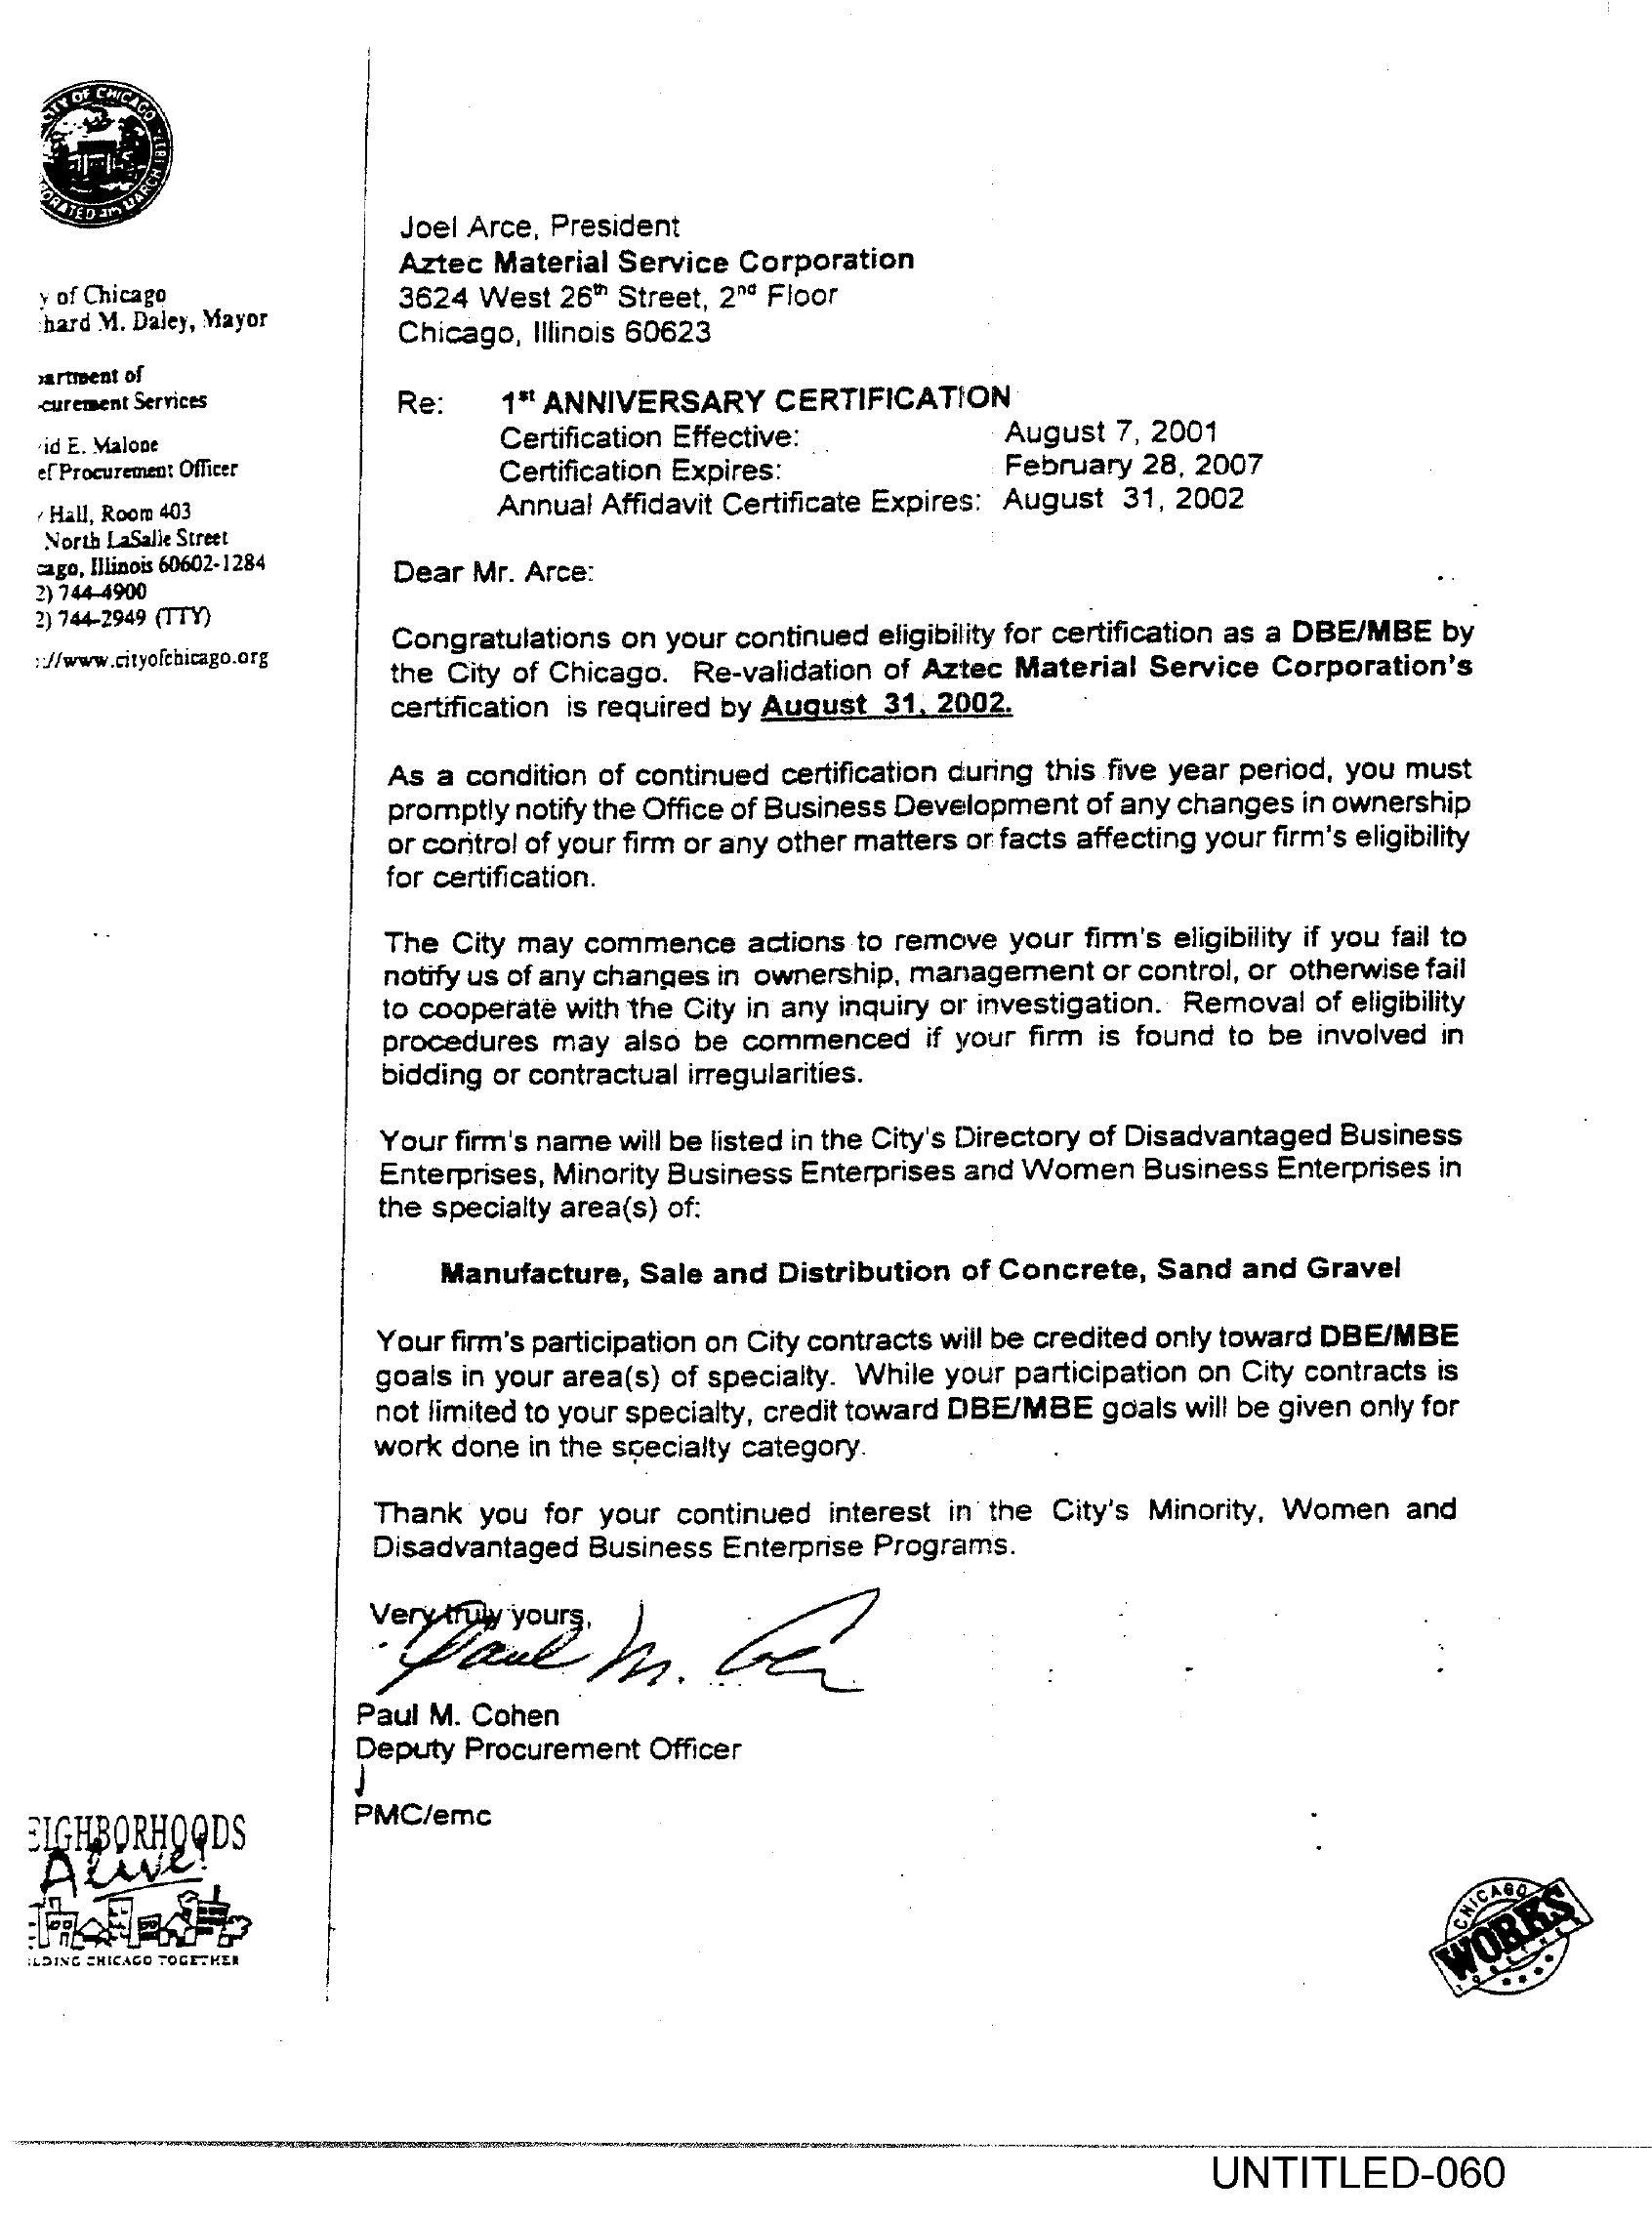 CITY OF CHICAGO
MARCH 1837
y of Chicago
hard M. Daley, Mayor
artment of
curement Services
id E. Malone
ef Procurement Officer
Hall, Room 403
North LaSalle Street
cago, Illinois 60602-1284
2) 744-4900
2) 744-2949 (TTY)
://www.cityofchicago.org
Joel Arce, President
Aztec Material Service Corporation
3624 West 26th Street, 2nd Floor
Chicago, Illinois 60623
Re: 1st ANNIVERSARY CERTIFICATION
Certification Effective: August 7, 2001
Certification Expires: February 28, 2007
Annual Affidavit Certificate Expires: August 31, 2002
Dear Mr. Arce:
Congratulations on your continued eligibility for certification as a DBE/MBE by
the City of Chicago. Re-validation of Aztec Material Service Corporation's
certification is required by August 31, 2002.
As a condition of continued certification during this five year period, you must
promptly notify the Office of Business Development of any changes in ownership
or control of your firm or any other matters or facts affecting your firm's eligibility
for certification.
The City may commence actions to remove your firm's eligibility if you fail to
notify us of any changes in ownership, management or control, or otherwise fail
to cooperate with the City in any inquiry or investigation. Removal of eligibility
procedures may also be commenced if your firm is found to be involved in
bidding or contractual irregularities.
Your firm's name will be listed in the City's Directory of Disadvantaged Business
Enterprises, Minority Business Enterprises and Women Business Enterprises in
the specialty area(s) of:
Manufacture, Sale and Distribution of Concrete, Sand and Gravel
Your firm's participation on City contracts will be credited only toward DBE/MBE
goals in your area(s) of specialty. While your participation on City contracts is
not limited to your specialty, credit toward DBE/MBE goals will be given only for
work done in the specialty category.
Thank you for your continued interest in the City's Minority, Women and
Disadvantaged Business Enterprise Programs.
Very truly yours,
Paul M. Cohen
Paul M. Cohen
Deputy Procurement Officer
PMC/emc
EIGHBORHOODS
Alive!
ILDING CHICAGO TOGETHER
CHICAGO
WORKS
UNTITLED-060